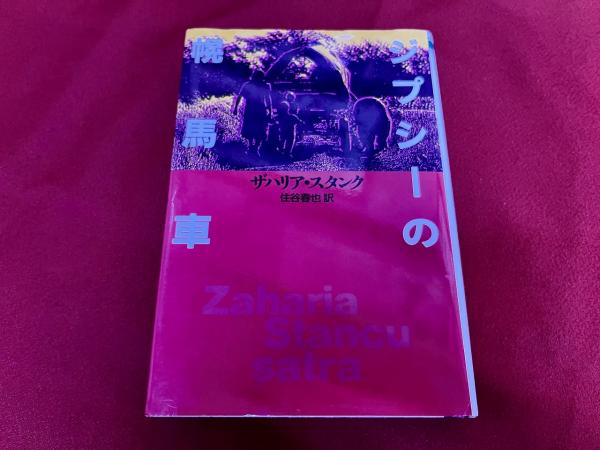 ジプシーの
幌馬車
ザハリア・スタンク
住谷春也 訳
Zaharia
Stancu
satra